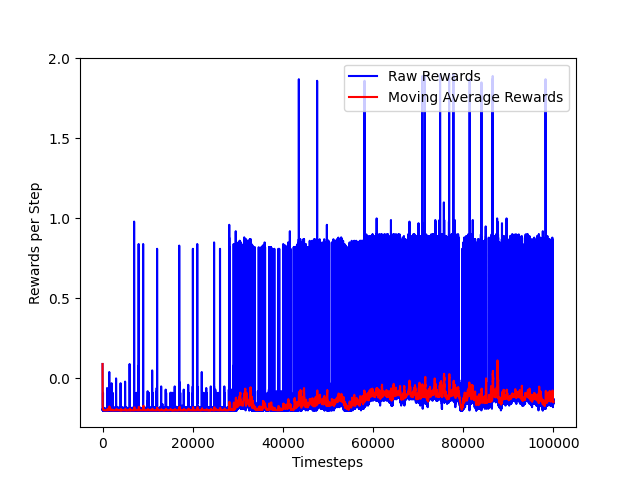 Raw Rewards
Moving Average Rewards
Rewards per Step
2.0
1.5
1.0
0.5
0.0
0 20000 40000 60000 80000 100000
Timesteps